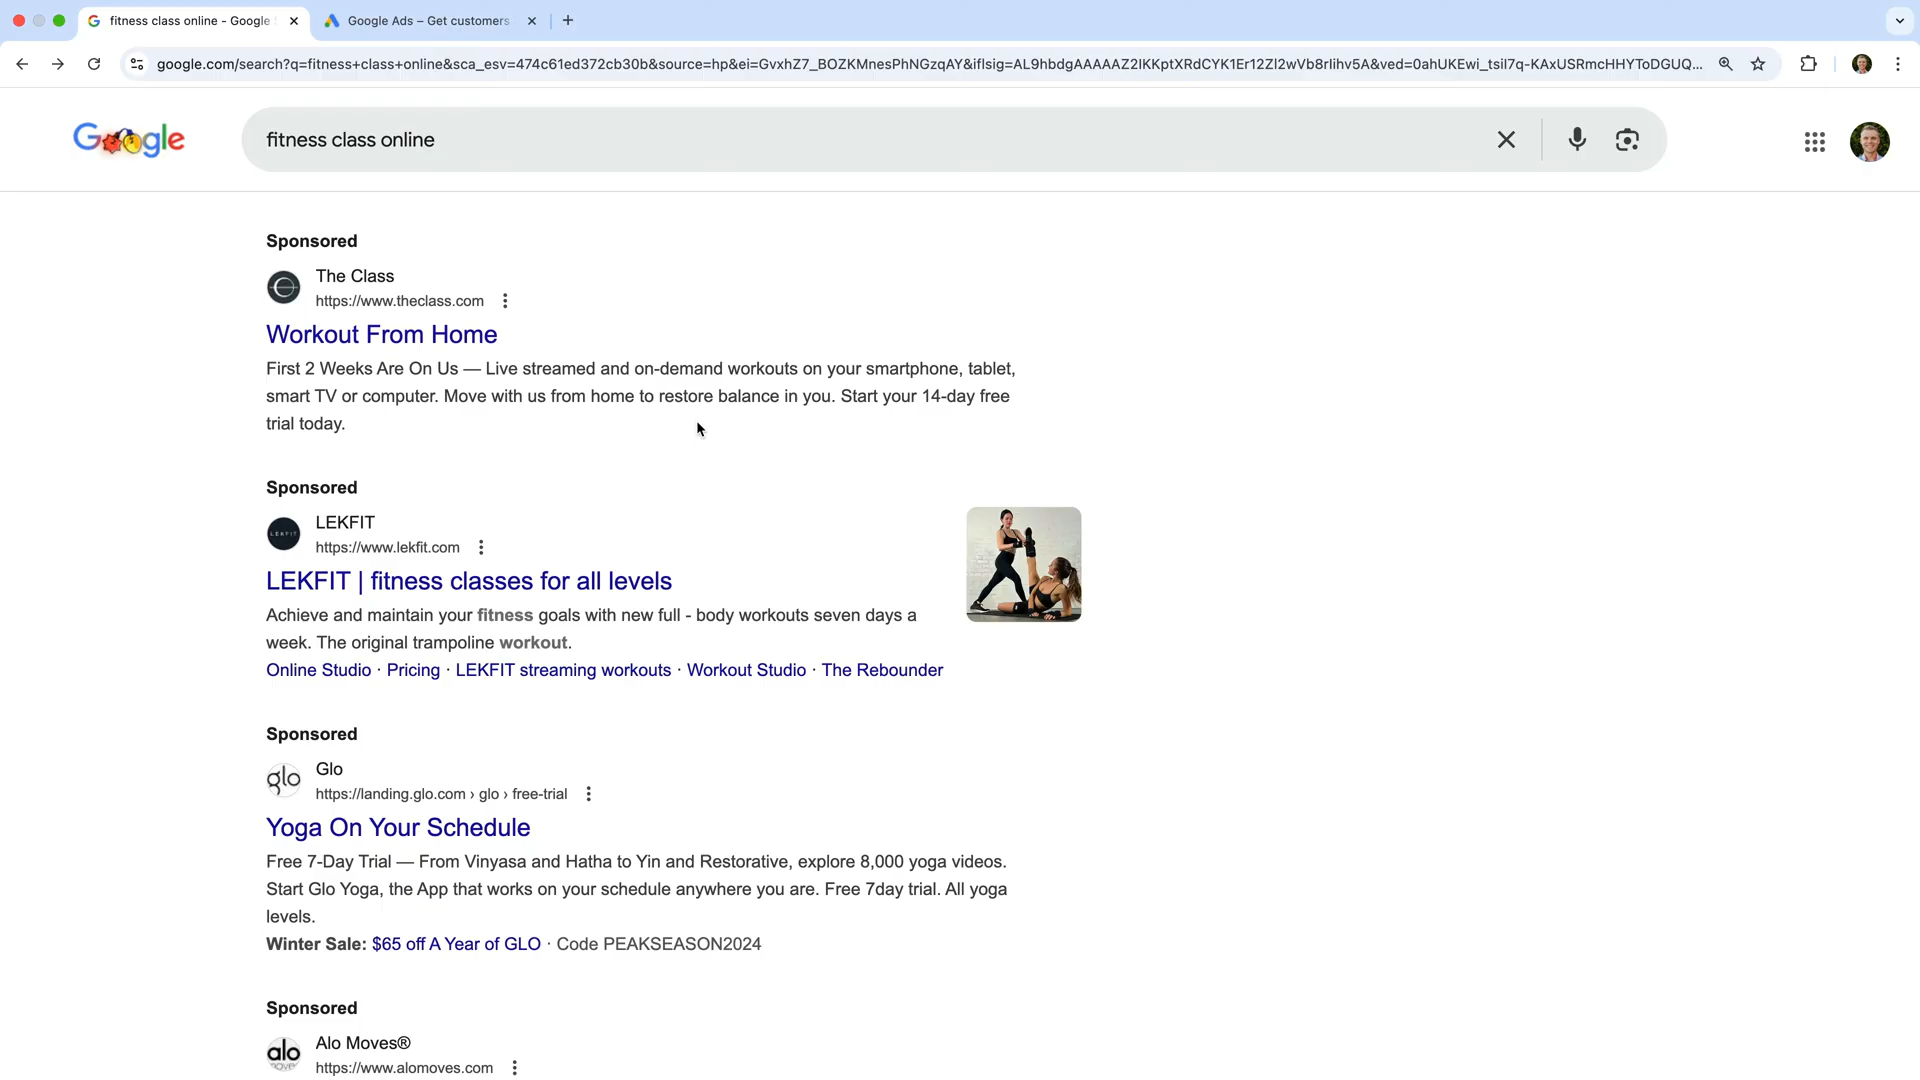 fitness class online - Google
Google Ads – Get customers
google.com/search?q=fitness+class+online&sca_esv=474c61ed372cb30b&source=hp&ei=GvxhZ7_BOZKMnesPhNGzqAY&iflsig=AL9hbdgAAAAAZ2IKKptXRdCYK1Er12Zl2wVb8rIihv5A&ved=0ahUKEwi_tsil7q-KAxUSRmcHHYToDGUQ...
Google
fitness class online
Sponsored
The Class
https://www.theclass.com
Workout From Home
First 2 Weeks Are On Us — Live streamed and on-demand workouts on your smartphone, tablet,
smart TV or computer. Move with us from home to restore balance in you. Start your 14-day free
trial today.
Sponsored
LEKFIT
LEKFIT
https://www.lekfit.com
LEKFIT | fitness classes for all levels
Achieve and maintain your fitness goals with new full - body workouts seven days a
week. The original trampoline workout.
Online Studio · Pricing · LEKFIT streaming workouts · Workout Studio · The Rebounder
Sponsored
glo
Glo
https://landing.glo.com › glo › free-trial
Yoga On Your Schedule
Free 7-Day Trial — From Vinyasa and Hatha to Yin and Restorative, explore 8,000 yoga videos.
Start Glo Yoga, the App that works on your schedule anywhere you are. Free 7day trial. All yoga
levels.
Winter Sale: $65 off A Year of GLO · Code PEAKSEASON2024
Sponsored
alo
moves
Alo Moves®
https://www.alomoves.com